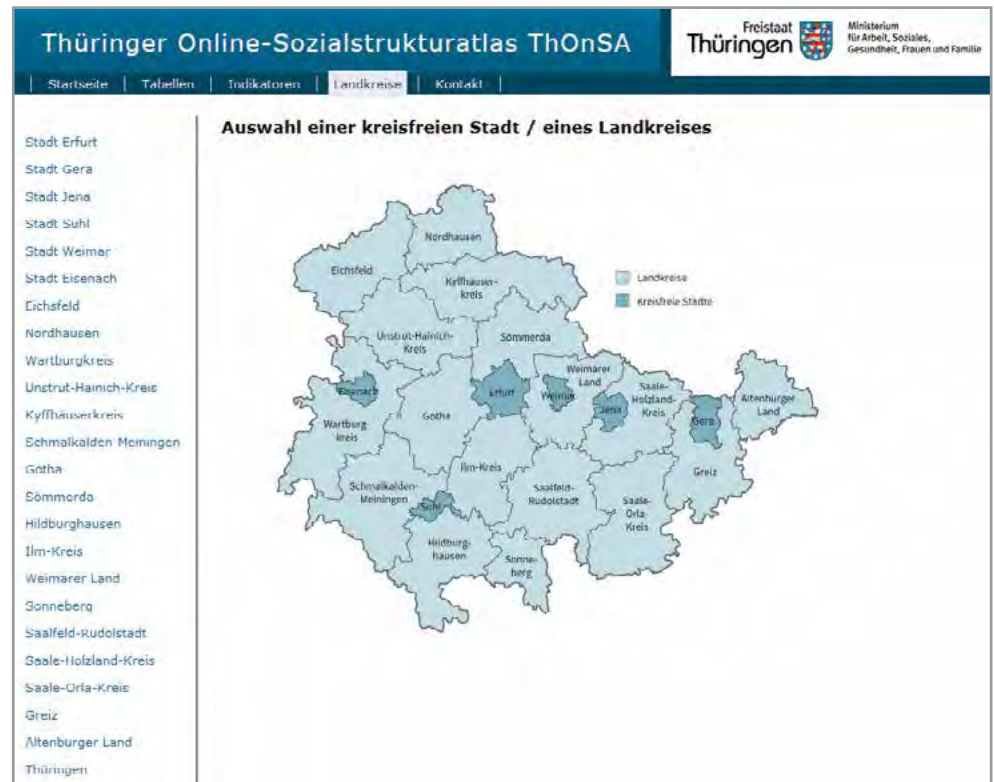 Thüringer Online-Sozialstrukturatlas ThOnSA
Freistaat
Thüringen
Ministerium
für Arbeit, Soziales,
Gesundheit, Frauen und Familie
| Startseite | Tabellen | Indikatoren | Landkreise | Kontakt |
Auswahl einer kreisfreien Stadt / eines Landkreises
Stadt Erfurt
Stadt Gera
Stadt Jena
Stadt Suhl
Stadt Weimar
Stadt Eisenach
Eichsfeld
Nordhausen
Wartburgkreis
Unstrut-Hainich-Kreis
Kyffhäuserkreis
Schmalkalden Meiningen
Gotha
Sömmerda
Hildburghausen
Ilm-Kreis
Weimarer Land
Sonneberg
Saalfeld-Rudolstadt
Saale-Holzland-Kreis
Saale-Orla-Kreis
Greiz
Altenburger Land
Thüringen
Nordhausen
Eichsfeld
Kyffhäuser-
kreis
Landkreise
Kreisfreie Städte
Unstrut-Hainich-
Kreis
Sömmerda
Weimarer
Land
Eisenach
Erfurt
Weimar
Saale-
Holzland-
Kreis
Jena
Gera
Altenburger
Land
Wartburg
kreis
Gotha
Ilm-Kreis
Greiz
Schmalkalden-
Meiningen
Suhl
Saalfeld-
Rudolstadt
Saale-
Orla-
Kreis
Hildburg-
hausen
Sonne-
berg